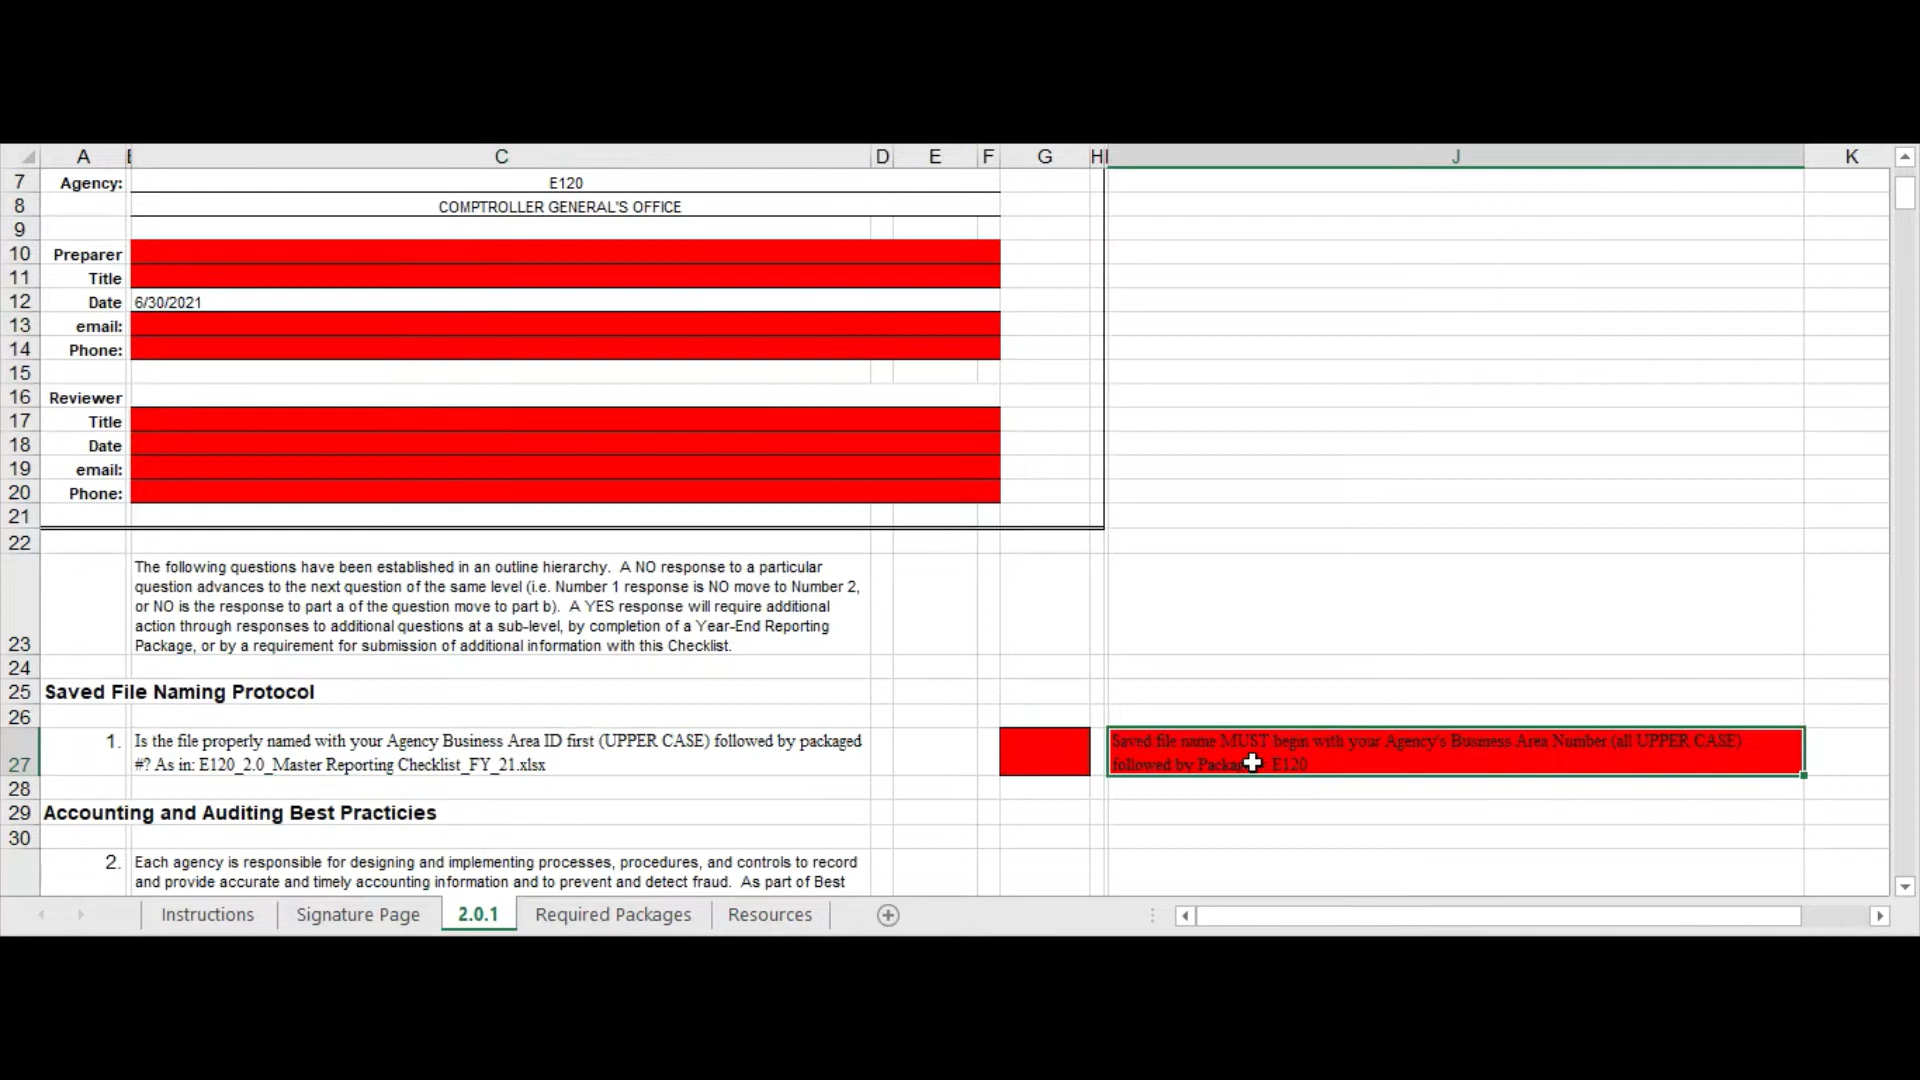 A C D E F G H I J K
7 Agency: E120
8 COMPTROLLER GENERAL'S OFFICE
9
10 Preparer
11 Title
12 Date 6/30/2021
13 email:
14 Phone:
15
16 Reviewer
17 Title
18 Date
19 email:
20 Phone:
21
22
The following questions have been established in an outline hierarchy. A NO response to a particular
question advances to the next question of the same level (i.e. Number 1 response is NO move to Number 2,
or NO is the response to part a of the question move to part b). A YES response will require additional
action through responses to additional questions at a sub-level, by completion of a Year-End Reporting
23 Package, or by a requirement for submission of additional information with this Checklist.
24
25 Saved File Naming Protocol
26
1. Is the file properly named with your Agency Business Area ID first (UPPER CASE) followed by packaged
27 #? As in: E120_2.0_Master Reporting Checklist_FY_21.xlsx
Saved file name MUST begin with your Agency's Business Area Number (all UPPER CASE)
followed by E120
28
29 Accounting and Auditing Best Practicies
30
2. Each agency is responsible for designing and implementing processes, procedures, and controls to record
and provide accurate and timely accounting information and to prevent and detect fraud. As part of Best
Instructions Signature Page 2.0.1 Required Packages Resources